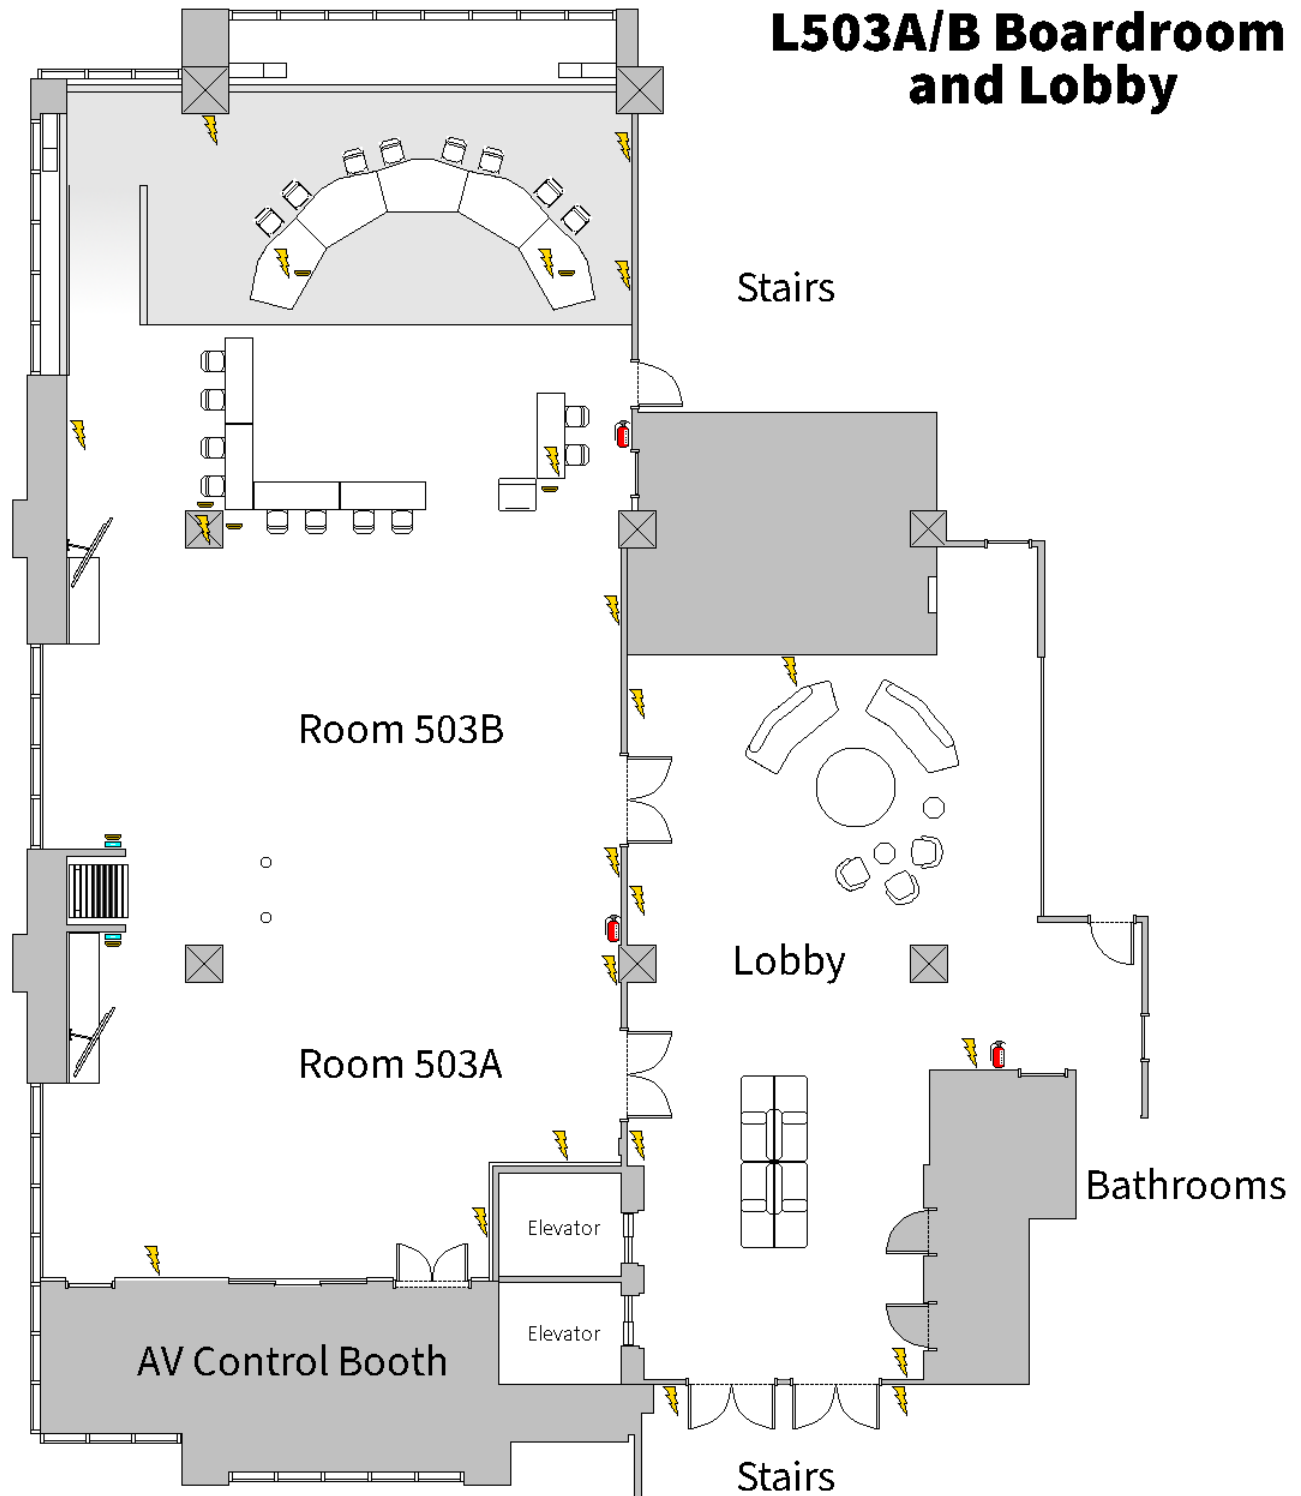 L503A/B Boardroom
and Lobby
Stairs
Room 503B
Lobby
Room 503A
Bathrooms
Elevator
Elevator
AV Control Booth
Stairs